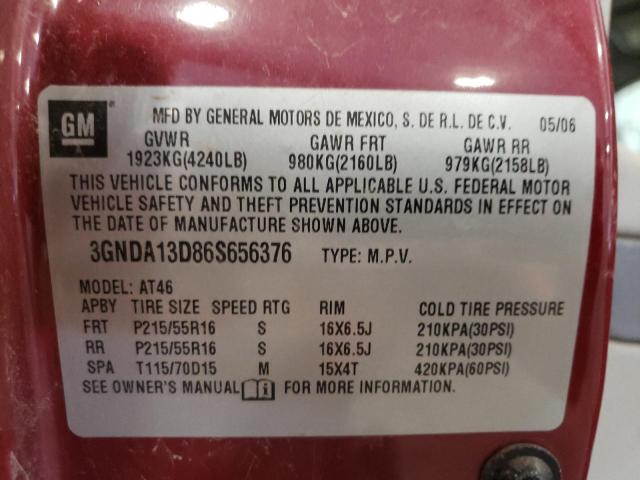 GM
MFD BY GENERAL MOTORS DE MEXICO, S. DE R.L. DE C.V. 05/06
GVWR GAWR FRT GAWR RR
1923KG(4240LB) 980KG(2160LB) 979KG(2158LB)
THIS VEHICLE CONFORMS TO ALL APPLICABLE U.S. FEDERAL MOTOR
VEHICLE SAFETY AND THEFT PREVENTION STANDARDS IN EFFECT ON
THE DATE OF MANUFACTURE SHOWN ABOVE.
3GNDA13D86S656376 TYPE: M.P.V.
MODEL: AT46
APBY TIRE SIZE SPEED RTG RIM COLD TIRE PRESSURE
FRT P215/55R16 S 16X6.5J 210KPA(30PSI)
RR P215/55R16 S 16X6.5J 210KPA(30PSI)
SPA T115/70D15 M 15X4T 420KPA(60PSI)
SEE OWNER'S MANUAL FOR MORE INFORMATION.